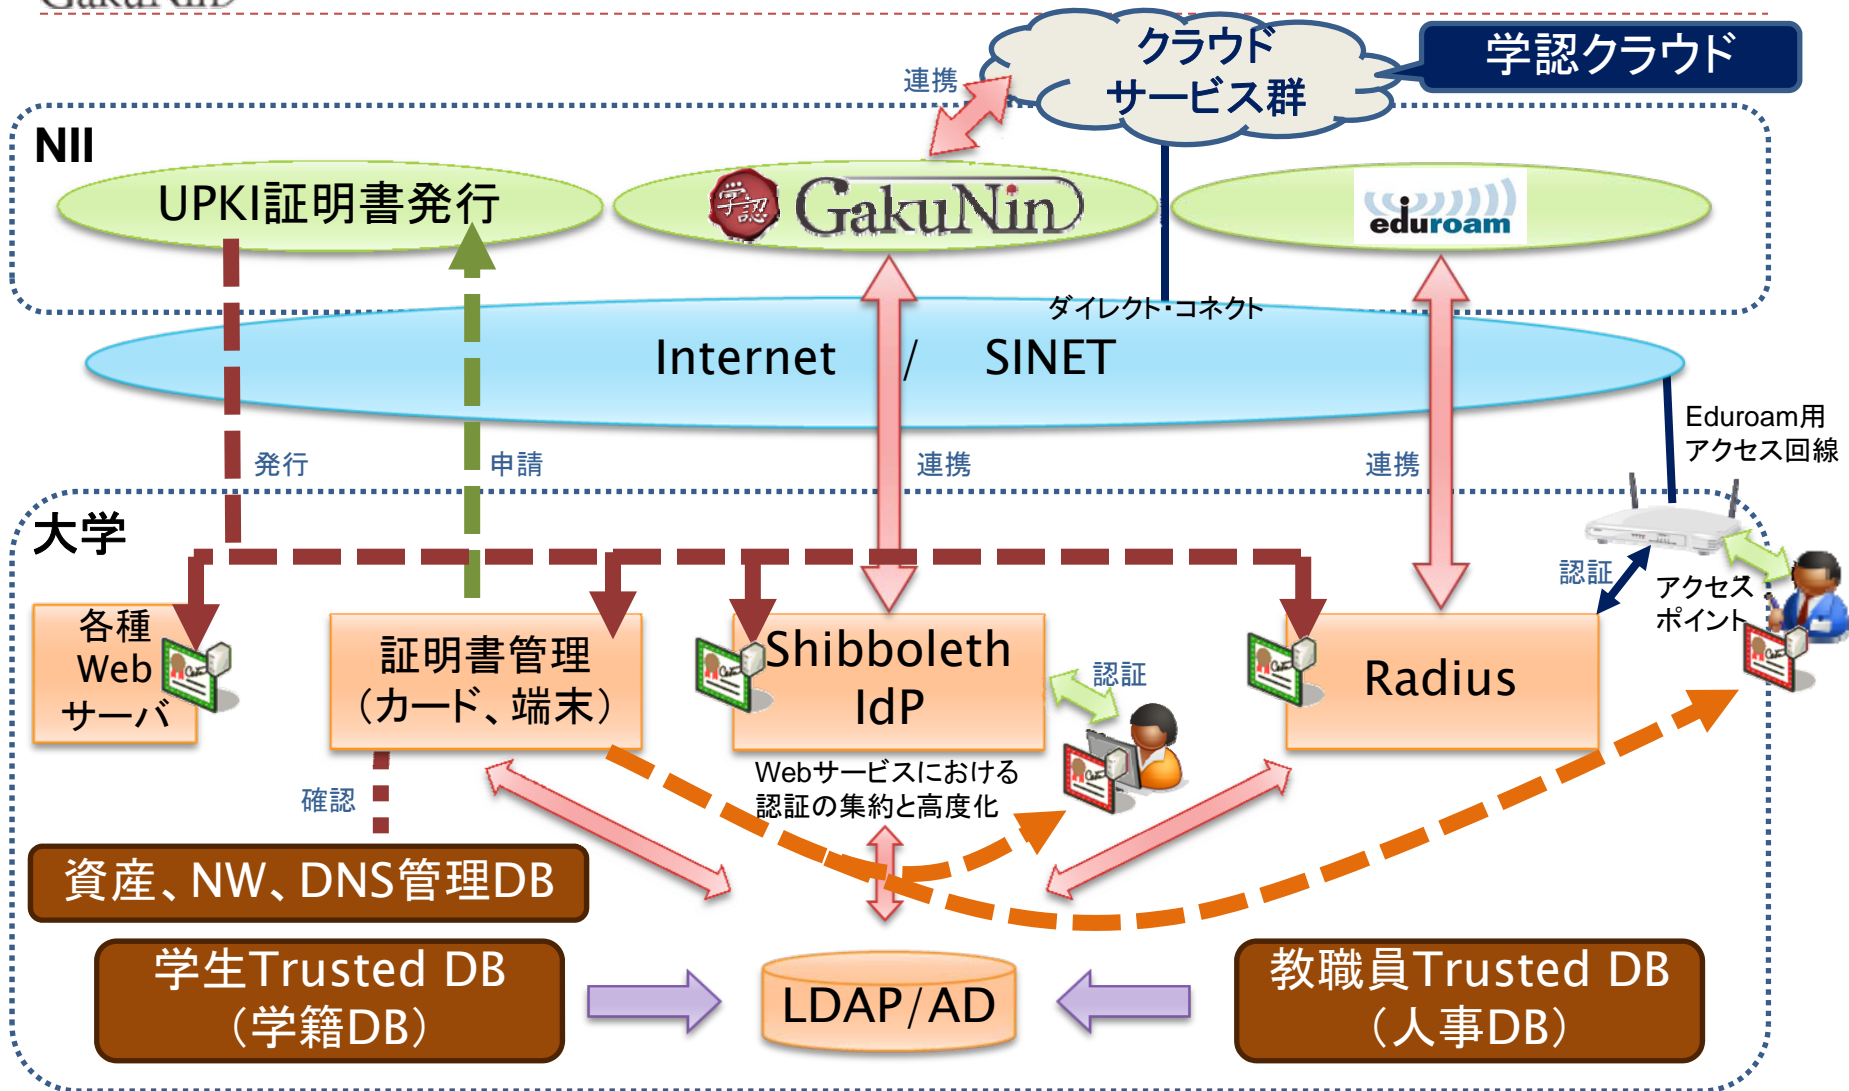 GakuNin
クラウド
サービス群
学認クラウド
連携
NII
UPKI証明書発行
学認
GakuNin
eduroam
ダイレクト・コネクト
Internet / SINET
Eduroam用
アクセス回線
発行
申請
連携
連携
大学
認証
アクセス
ポイント
各種
Web
サーバ
証明書管理
（カード、端末）
Shibboleth
IdP
認証
Radius
Webサービスにおける
認証の集約と高度化
確認
資産、NW、DNS管理DB
学生Trusted DB
（学籍DB）
LDAP/AD
教職員Trusted DB
（人事DB）